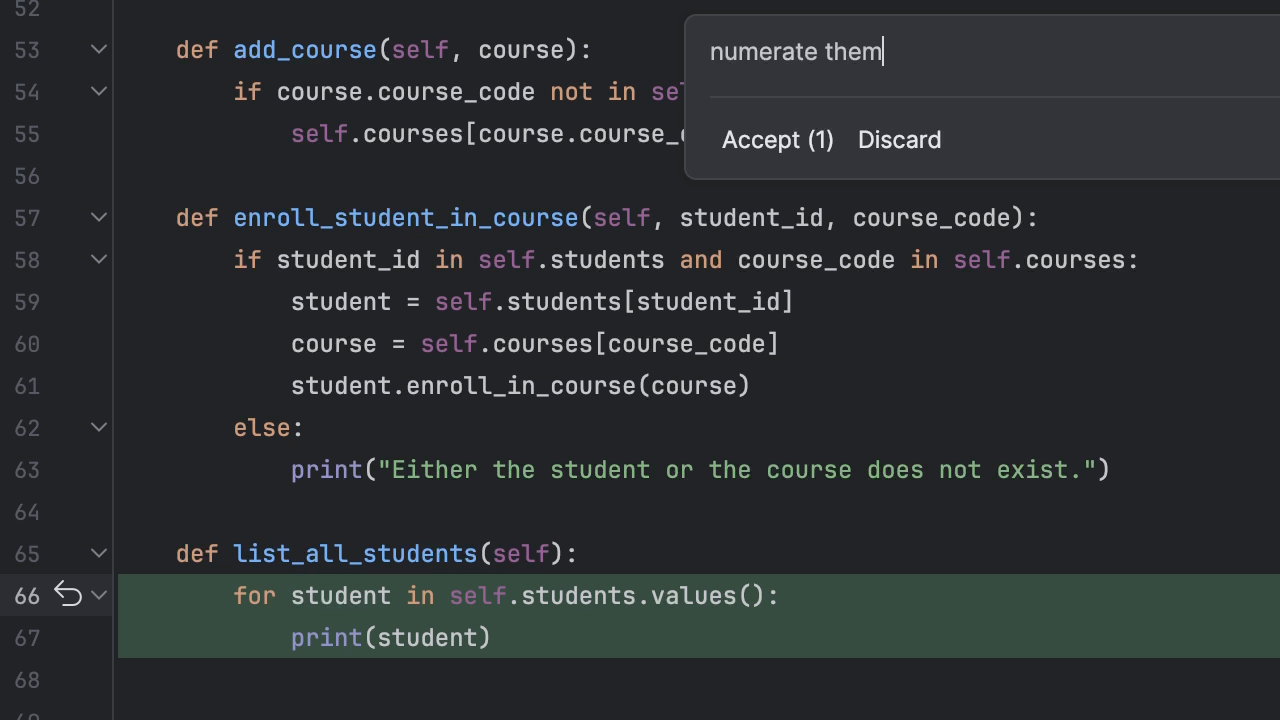 52
53 def add_course(self, course):
numerate them
54 if course.course_code not in
55 self.courses[course.
Accept (1) Discard
56
57 def enroll_student_in_course(self, student_id, course_code):
58 if student_id in self.students and course_code in self.courses:
59 student = self.students[student_id]
60 course = self.courses[course_code]
61 student.enroll_in_course(course)
62 else:
63 print("Either the student or the course does not exist.")
64
65 def list_all_students(self):
66 for student in self.students.values():
67 print(student)
68